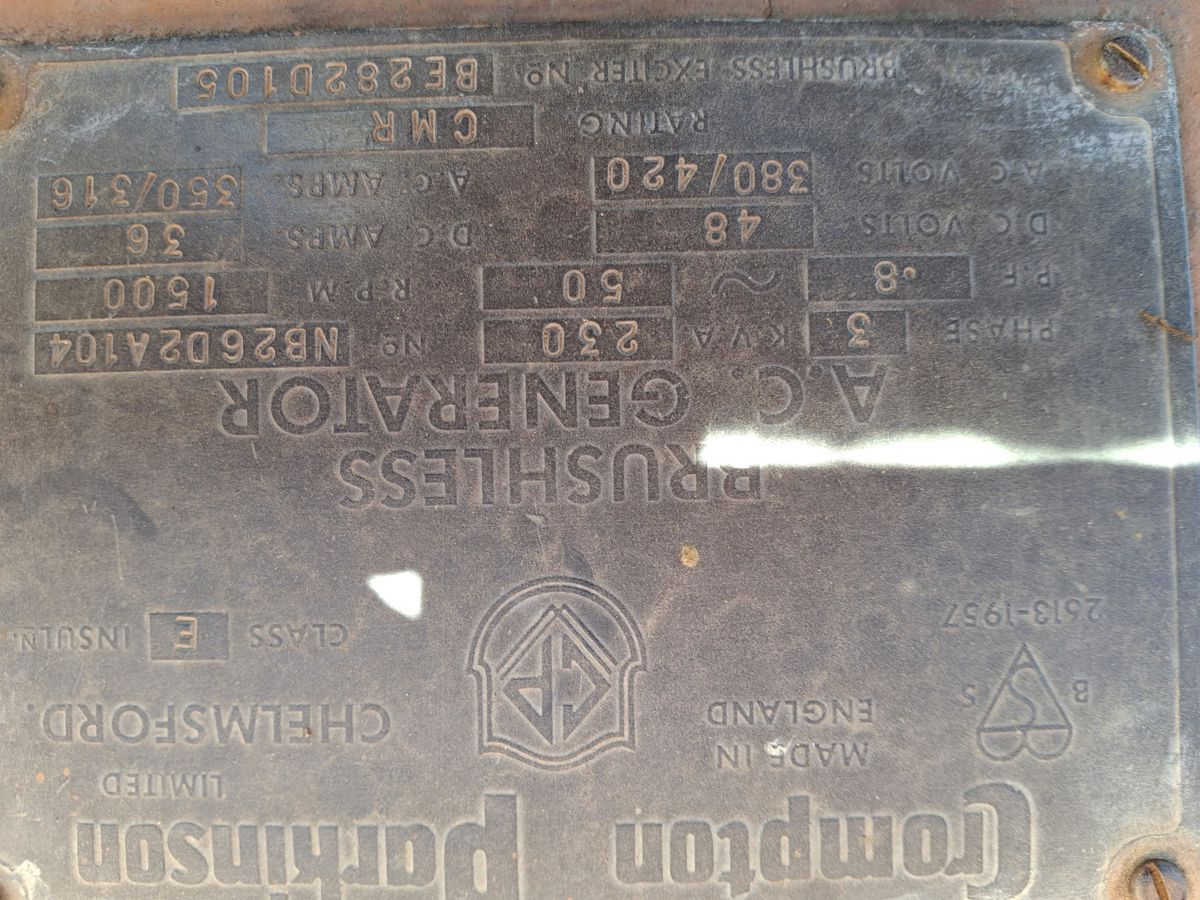 Crompton Parkinson
LIMITED
MADE IN
ENGLAND
CHELMSFORD.
B S
2613-1957
CP
CLASS E INSULN.
BRUSHLESS
A.C. GENERATOR
PHASE 3 K.V.A 230 Nº NB26D2A104
P.F. .8 ~ 50 R.P.M 1500
D.C. VOLTS 48 D.C. AMPS. 36
A.C. VOLTS 380/420 A.C. AMPS. 350/316
RATING. CMR
BRUSHLESS EXCITER Nº BE282D105